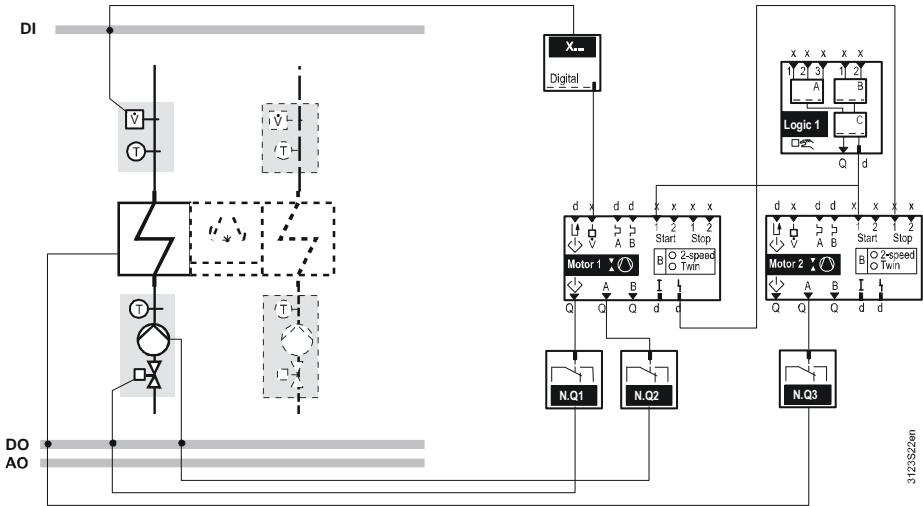 DI
X...
Digital
x x x x x
1 2 3 1 2
A B
C
Logic 1
Q d
V̇
V̇
T
T
d x d d x x x x
1 2 1 2
V̇ A B Start Stop
B 2-speed
Twin
Motor 1
A B
Q Q Q d d
d x d d x x x x
1 2 1 2
V̇ A B Start Stop
B 2-speed
Twin
Motor 2
A B
Q Q Q d d
T
T
N.Q1
N.Q2
N.Q3
DO
AO
3123S22en